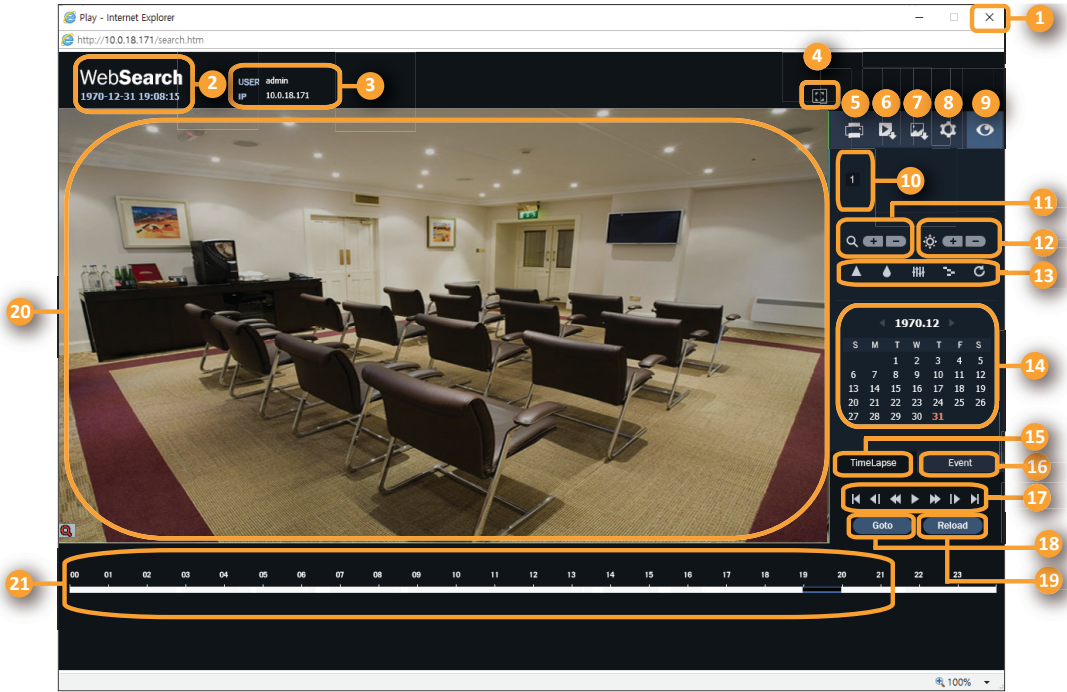 Play - Internet Explorer
1
http://10.0.18.171/search.htm
WebSearch
1970-12-31 19:08:15
2
USER admin
IP 10.0.18.171
3
4
5 6 7 8 9
1
10
11
12
13
1970.12
S M T W T F S
1 2 3 4 5
6 7 8 9 10 11 12
13 14 15 16 17 18 19
20 21 22 23 24 25 26
27 28 29 30 31
14
15
TimeLapse Event
16
17
Goto Reload
18
19
20
21
00 01 02 03 04 05 06 07 08 09 10 11 12 13 14 15 16 17 18 19 20 21 22 23
100%